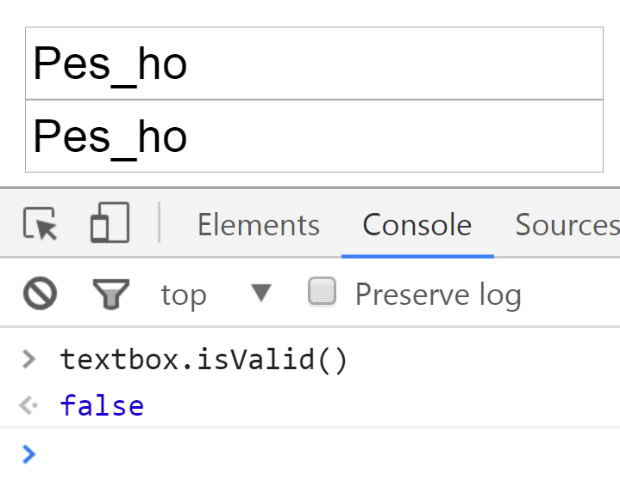 Pes_ho
Pes_ho
Elements Console Sources
top Preserve log
textbox.isValid()
false